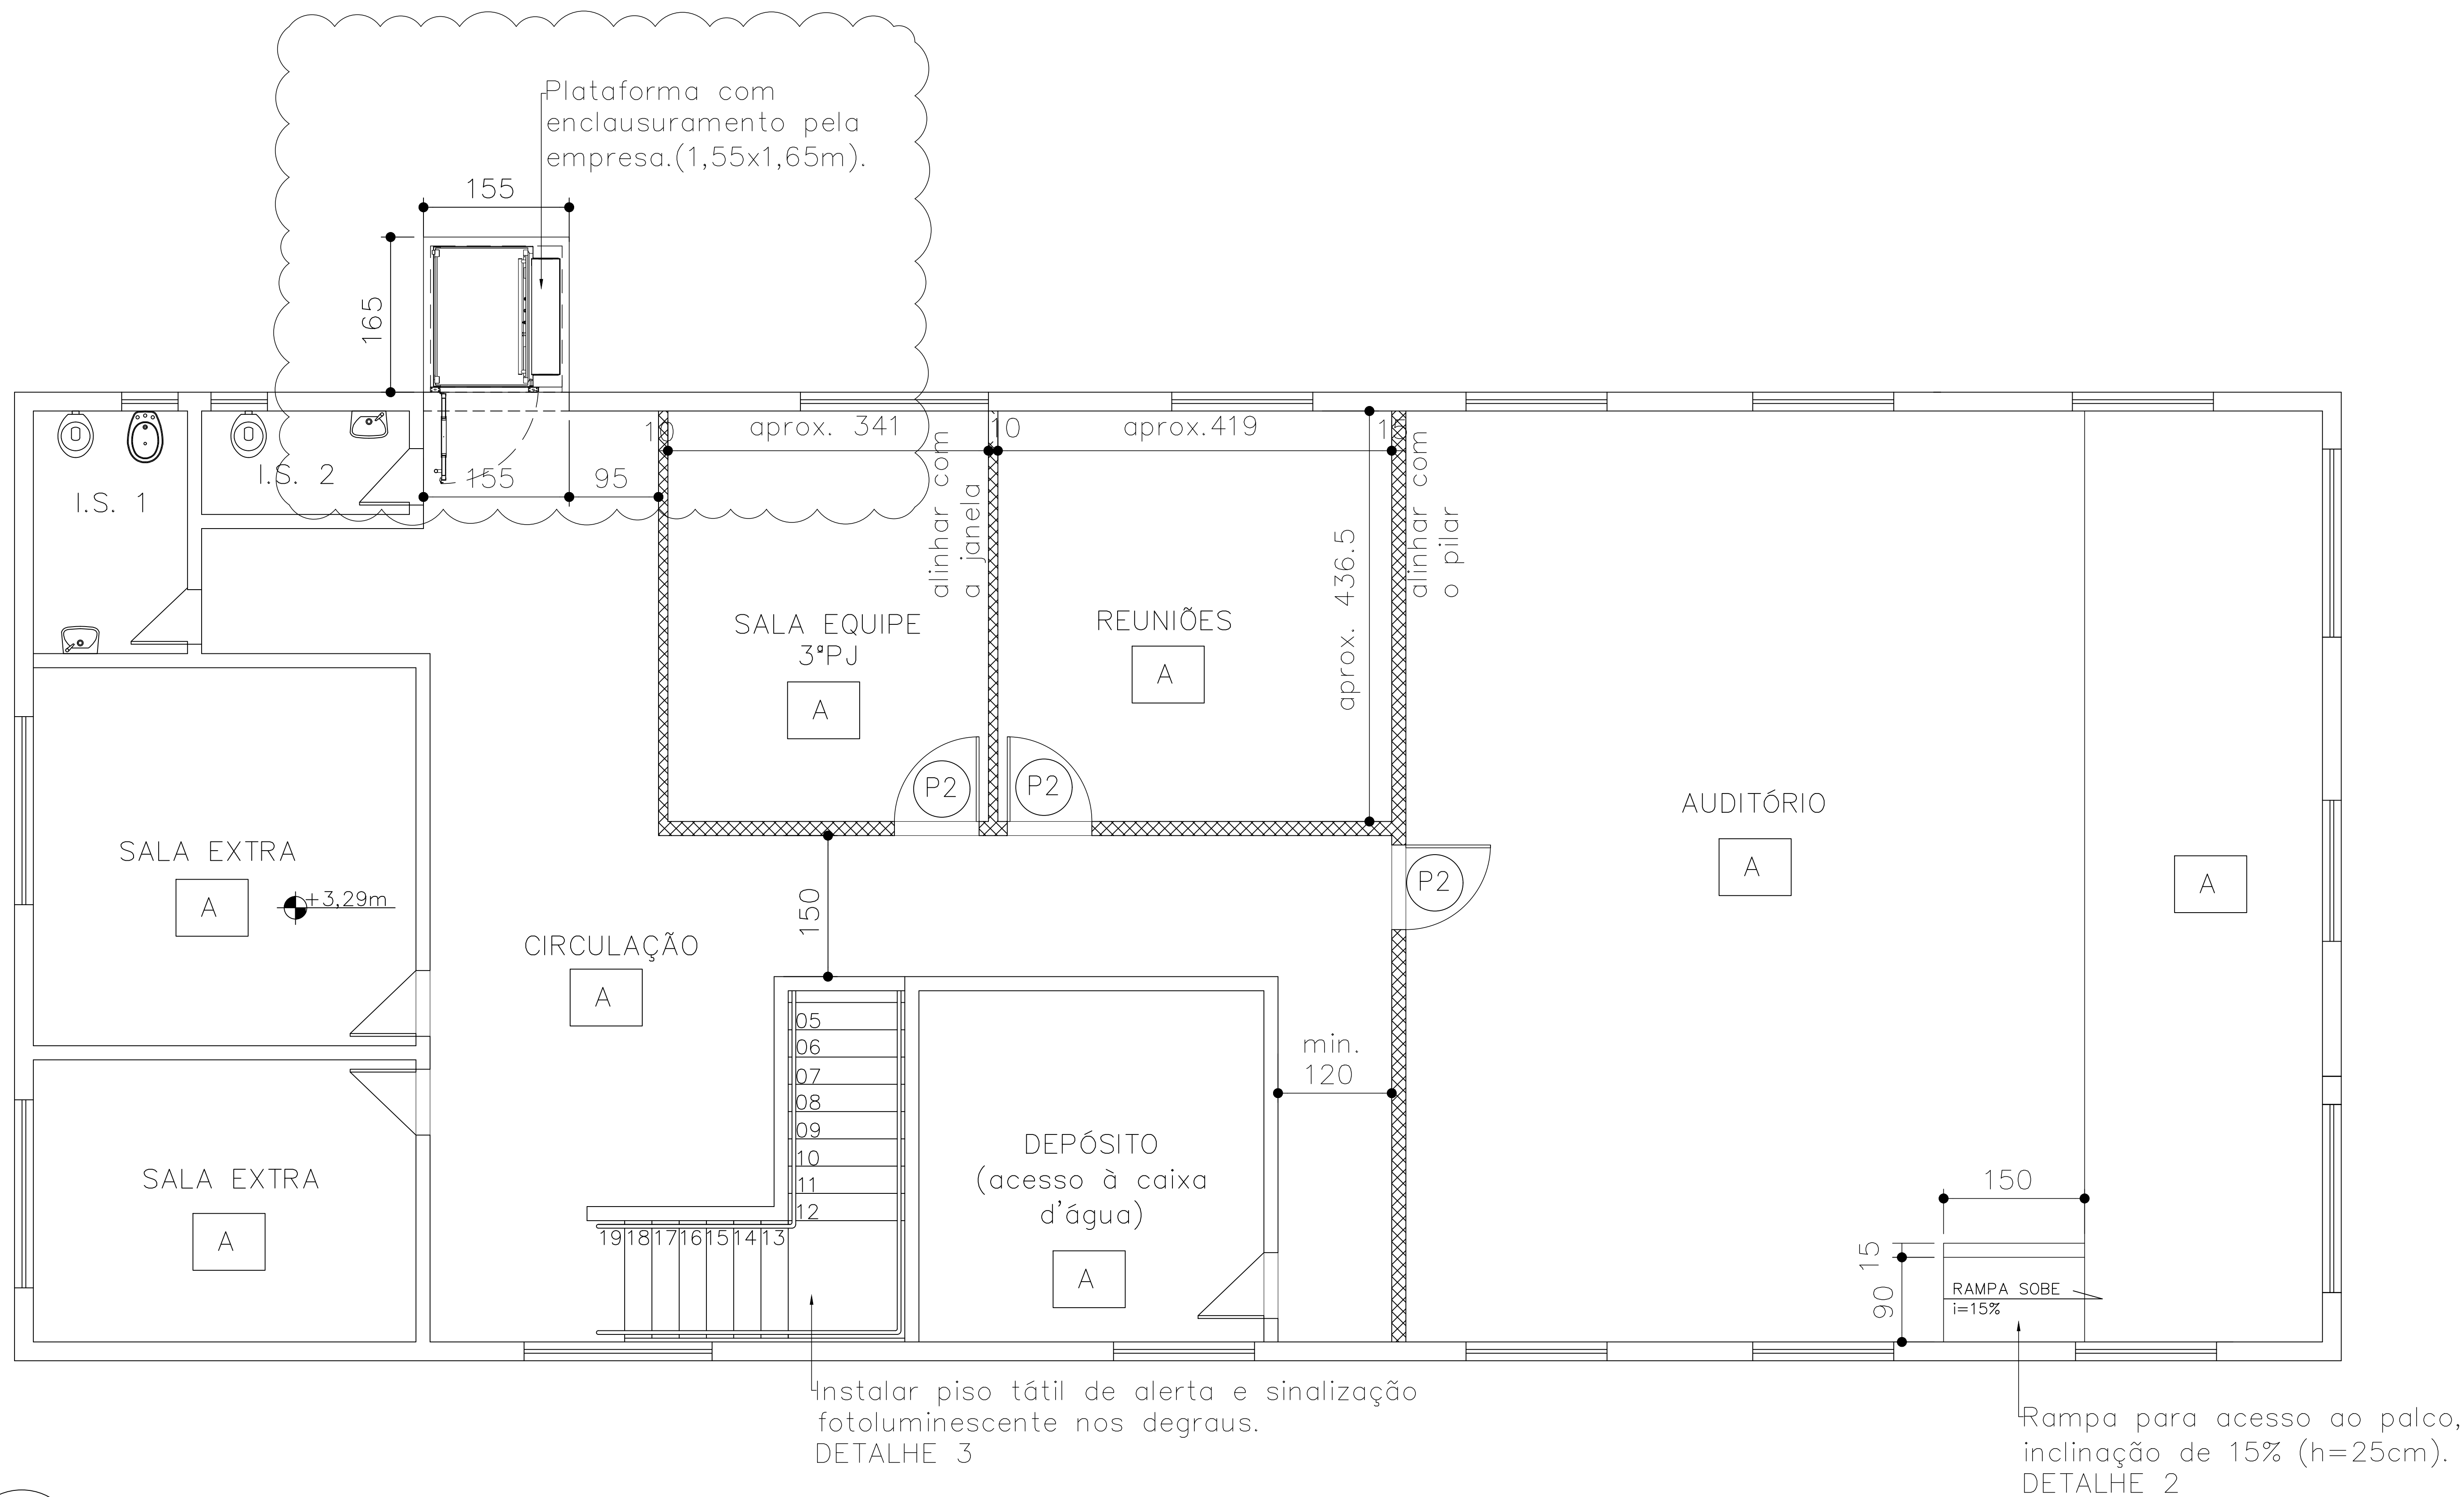 Plataforma com
enclausuramento pela
empresa.(1,55x1,65m).
155
165
10
aprox. 341
10
aprox.419
15
155
95
alinhar com
a janela
alinhar com
o pilar
I.S. 1
I.S. 2
aprox. 436.5
SALA EQUIPE
3ªPJ
A
REUNIÕES
A
P2
P2
AUDITÓRIO
A
A
P2
SALA EXTRA
A
+3,29m
150
CIRCULAÇÃO
A
05
06
07
08
09
10
11
12
19 18 17 16 15 14 13
min.
120
DEPÓSITO
(acesso à caixa
d'água)
A
SALA EXTRA
A
150
15
90
RAMPA SOBE
i=15%
Instalar piso tátil de alerta e sinalização
fotoluminescente nos degraus.
DETALHE 3
Rampa para acesso ao palco,
inclinação de 15% (h=25cm).
DETALHE 2